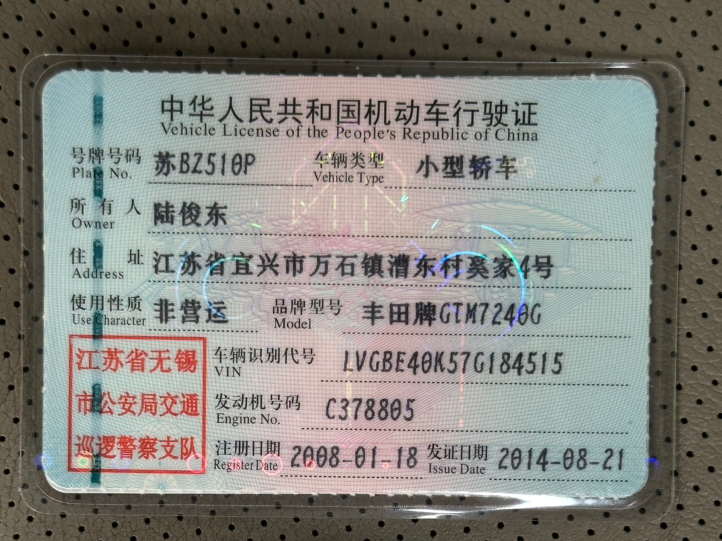 中华人民共和国机动车行驶证
Vehicle License of the People's Republic of China
号牌号码 苏BZ510P 车辆类型 小型轿车
Plate No. Vehicle Type
所有人 陆俊东
Owner
住址 江苏省宜兴市万石镇漕东村奚家4号
Address
使用性质 非营运 品牌型号 丰田牌GTM7240G
Use Character Model
江苏省无锡
市公安局交通
巡逻警察支队
车辆识别代号 LVGBE40K57G184515
VIN
发动机号码 C378805
Engine No.
注册日期 2008-01-18 发证日期 2014-08-21
Register Date Issue Date